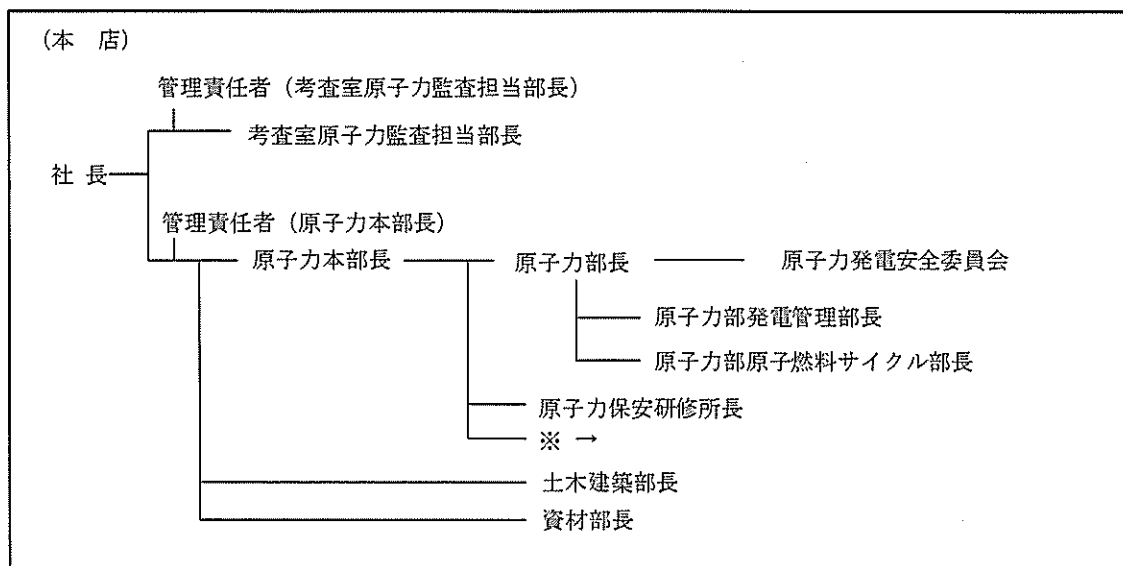 (本 店)
管理責任者(考査室原子力監査担当部長)
考査室原子力監査担当部長
社 長
管理責任者(原子力本部長)
原子力本部長 原子力部長 原子力発電安全委員会
原子力部発電管理部長
原子力部原子燃料サイクル部長
原子力保安研修所長
※ →
土木建築部長
資材部長